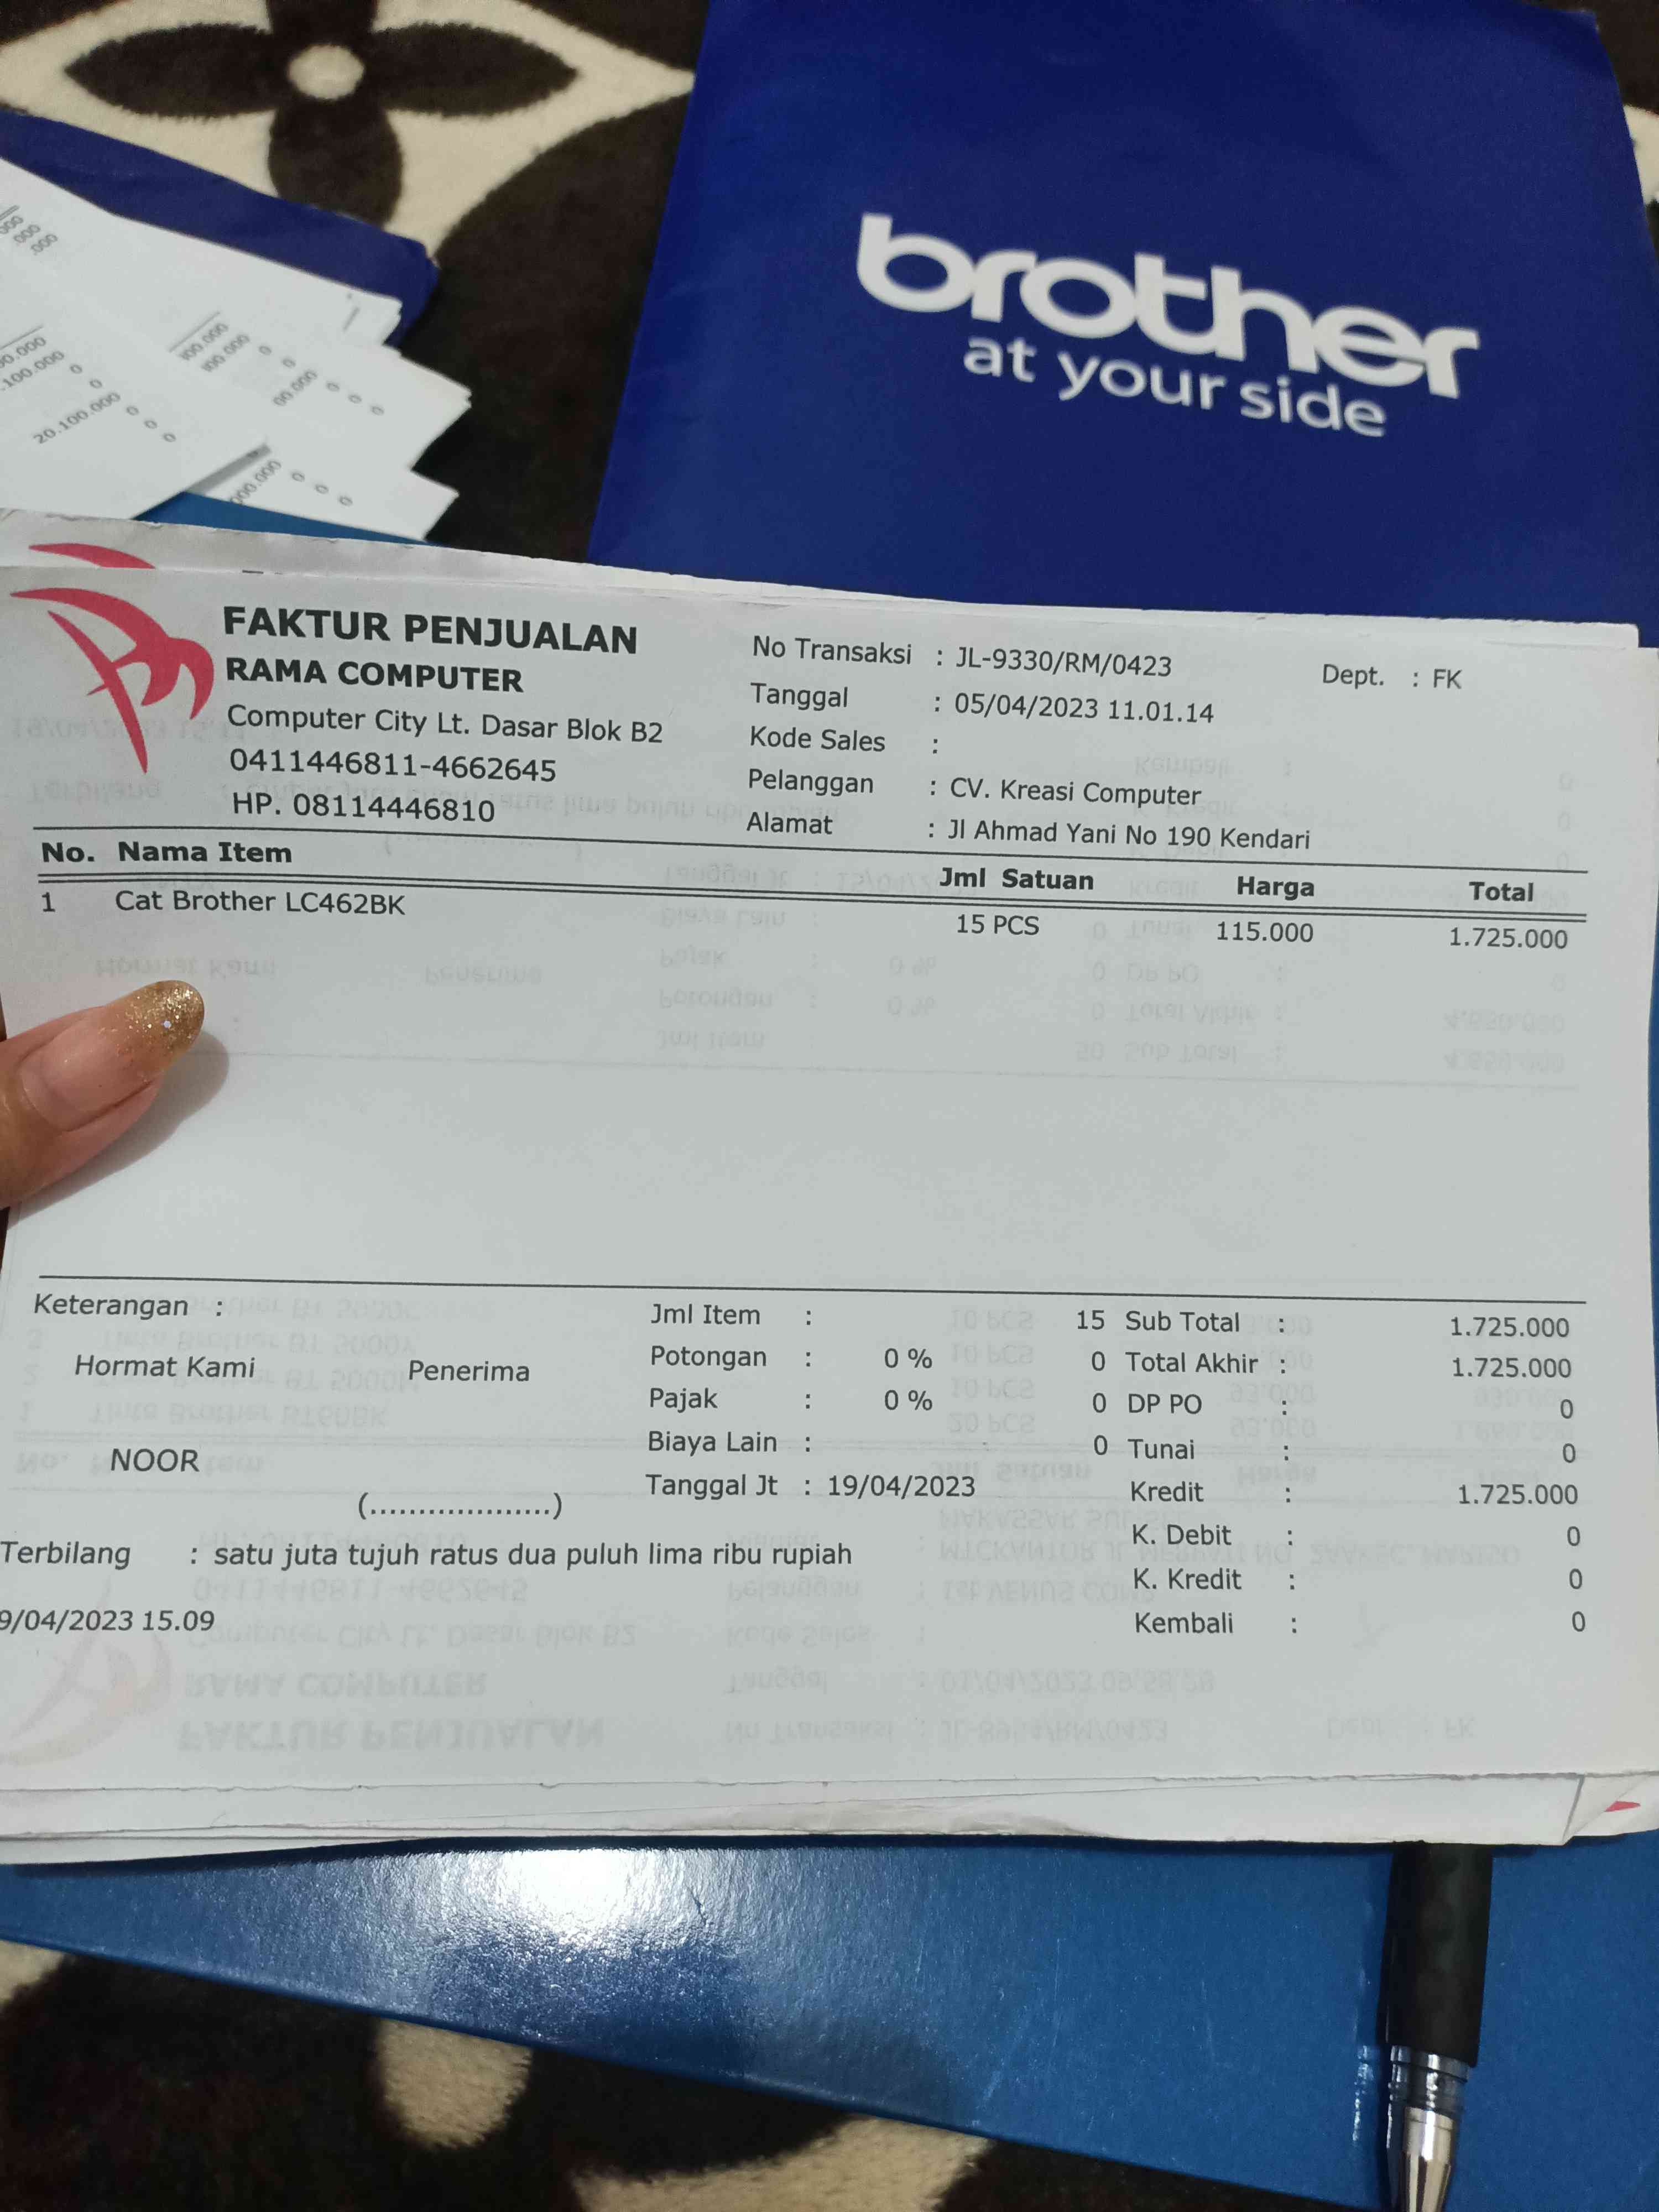 brother
at your side
20.100.000
FAKTUR PENJUALAN
RAMA COMPUTER
Computer City Lt. Dasar Blok B2
0411446811-4662645
HP. 08114446810
No Transaksi : JL-9330/RM/0423
Dept. : FK
Tanggal : 05/04/2023 11.01.14
Kode Sales :
Pelanggan : CV. Kreasi Computer
Alamat : Jl Ahmad Yani No 190 Kendari
No. Nama Item Jml Satuan Harga Total
1 Cat Brother LC462BK 15 PCS 115.000 1.725.000
Keterangan :
Hormat Kami Penerima
NOOR
(...................)
Jml Item : 15
Potongan : 0 % 0
Pajak : 0 % 0
Biaya Lain : 0
Tanggal Jt : 19/04/2023
Sub Total : 1.725.000
Total Akhir : 1.725.000
DP PO : 0
Tunai : 0
Kredit : 1.725.000
K. Debit : 0
K. Kredit : 0
Kembali : 0
Terbilang : satu juta tujuh ratus dua puluh lima ribu rupiah
9/04/2023 15.09